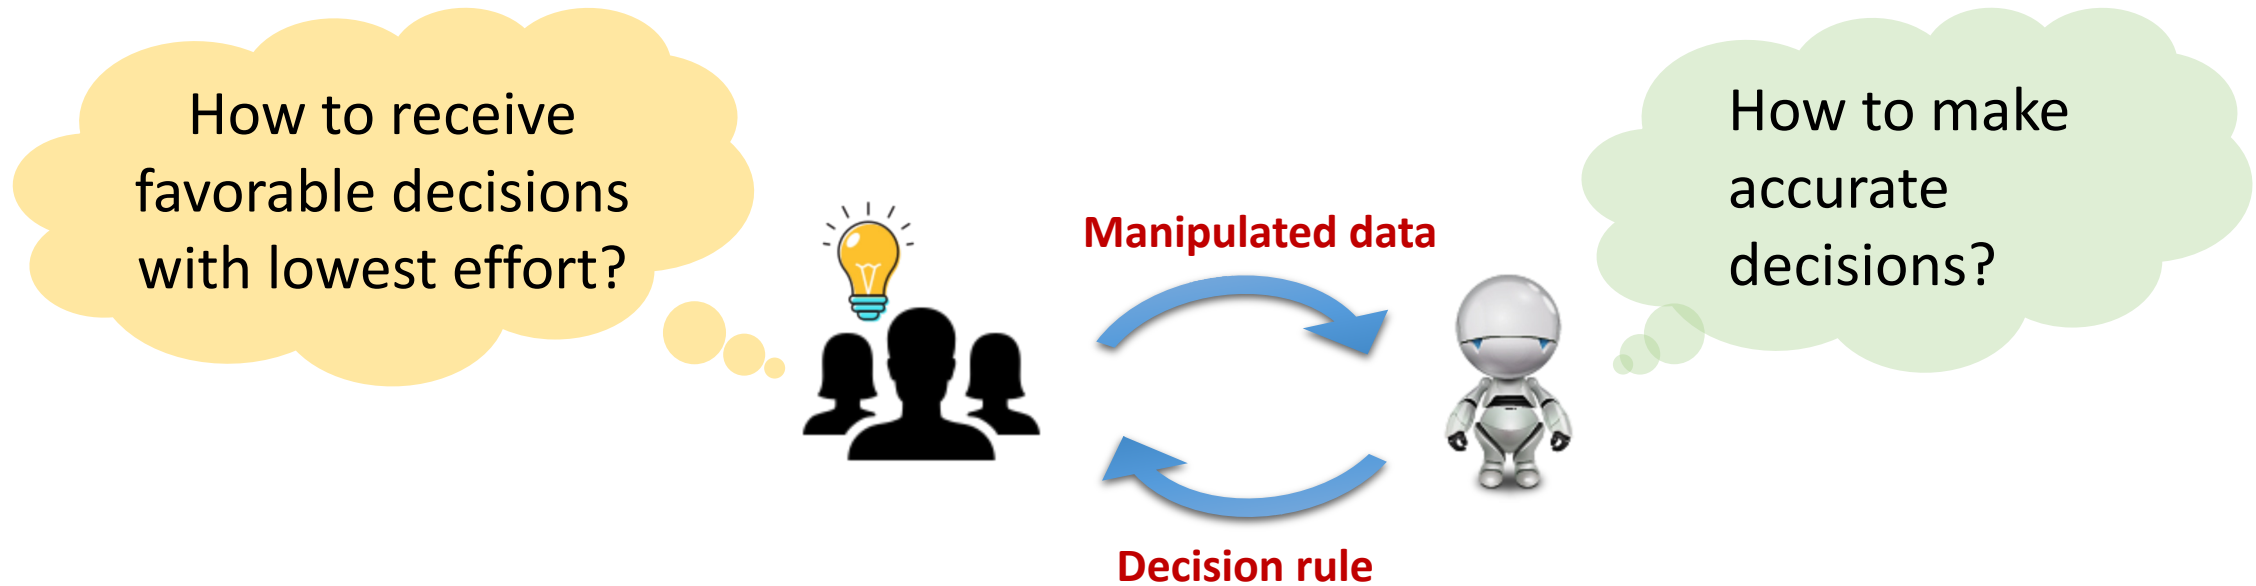 How to receive
favorable decisions
with lowest effort?
Manipulated data
Decision rule
How to make
accurate
decisions?